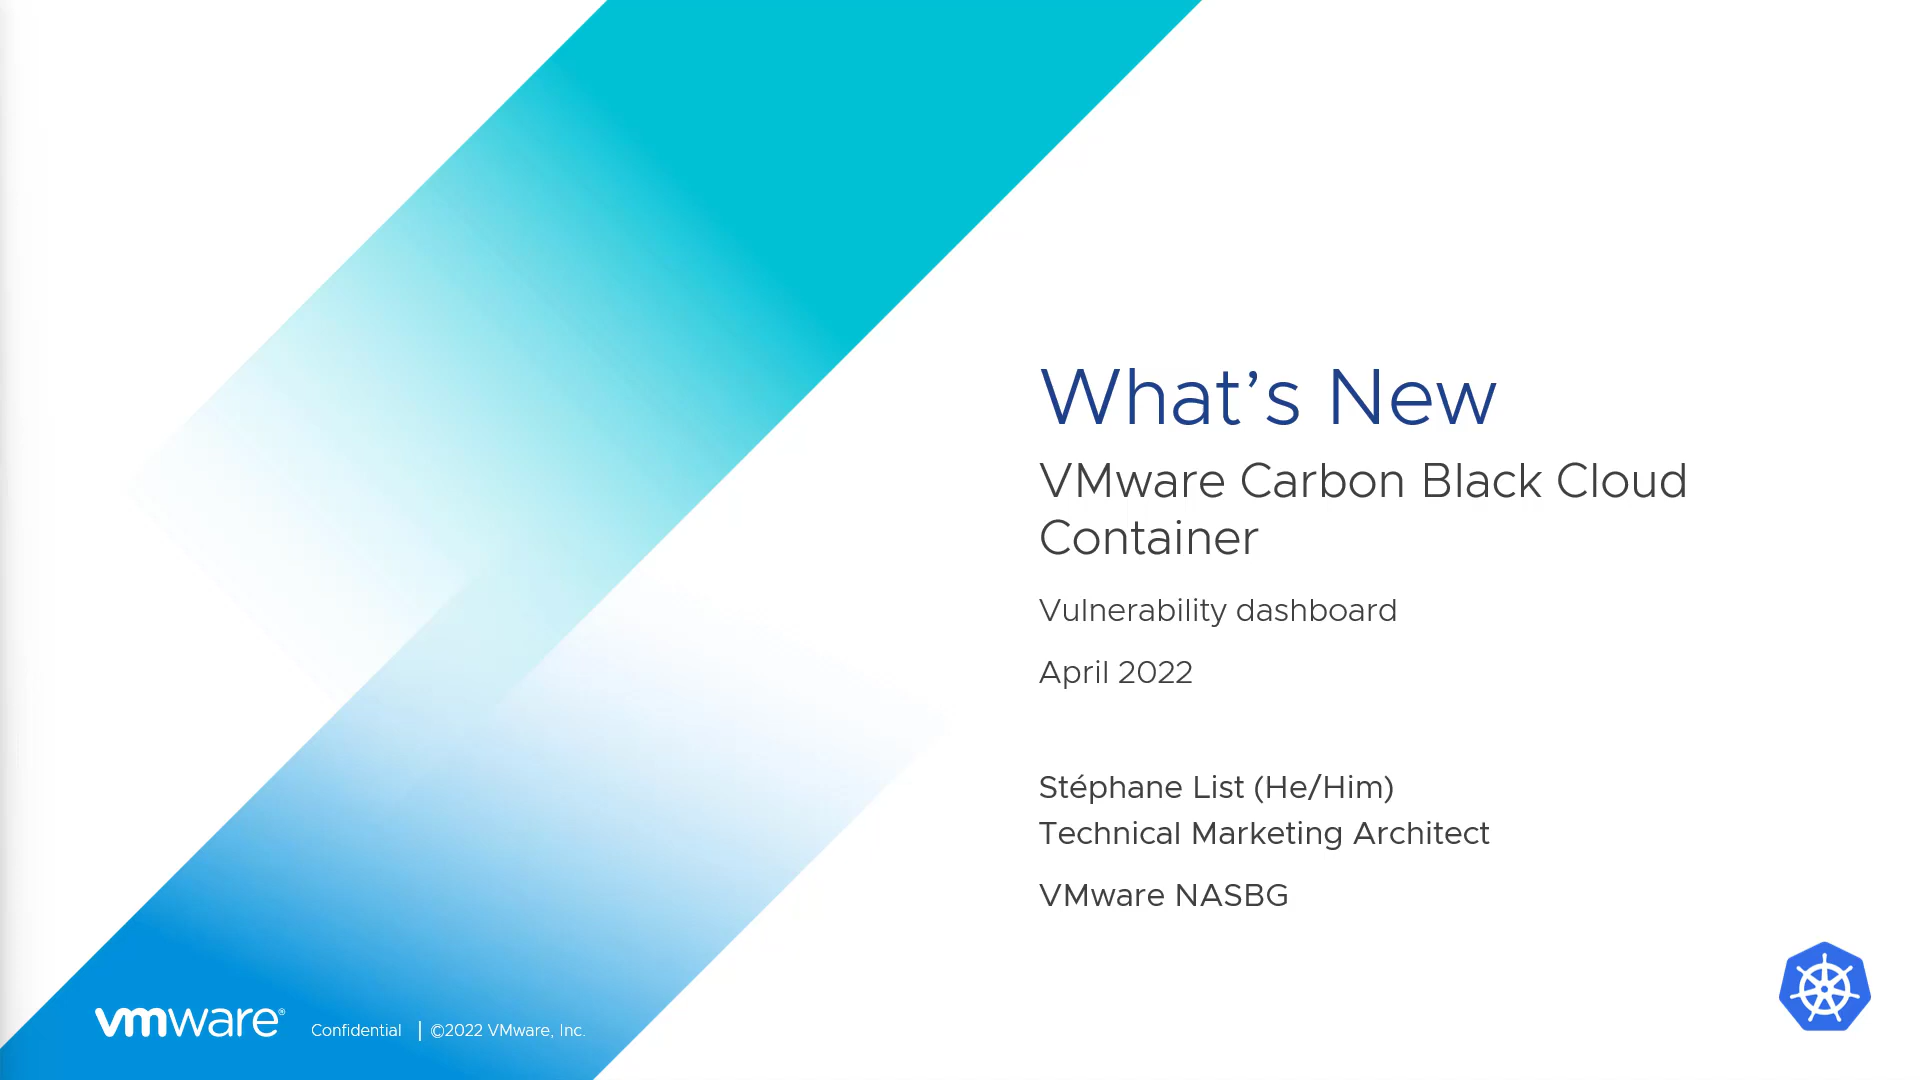 What’s New
VMware Carbon Black Cloud
Container
Vulnerability dashboard
April 2022
Stéphane List (He/Him)
Technical Marketing Architect
VMware NASBG
vmware®
Confidential | ©2022 VMware, Inc.